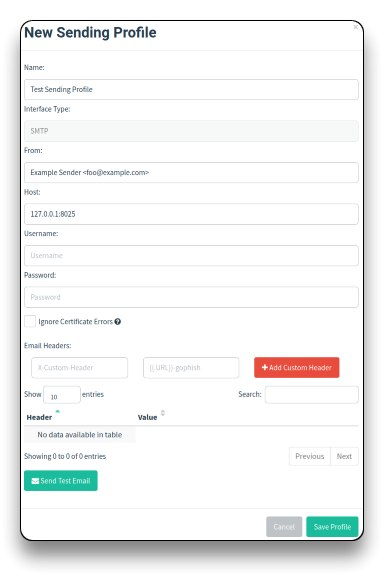 New Sending Profile
×
Name:
Test Sending Profile
Interface Type:
SMTP
From:
Example Sender <foo@example.com>
Host:
127.0.0.1:8025
Username:
Username
Password:
Password
Ignore Certificate Errors
Email Headers:
X-Custom-Header {{.URL}}-gophish + Add Custom Header
Show 10 entries Search:
Header Value
No data available in table
Showing 0 to 0 of 0 entries Previous Next
Send Test Email
Cancel Save Profile